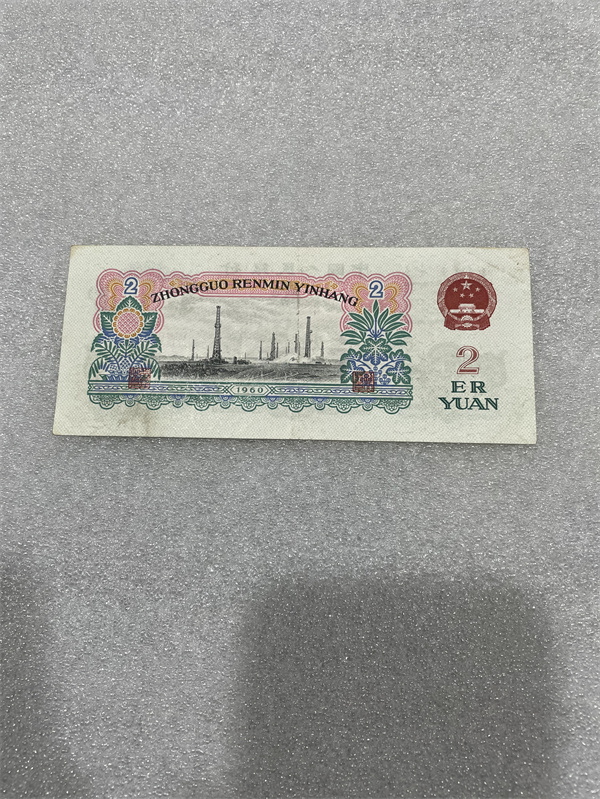 2
2
ZHONGGUO RENMIN YINHANG
1960
2
ER
YUAN